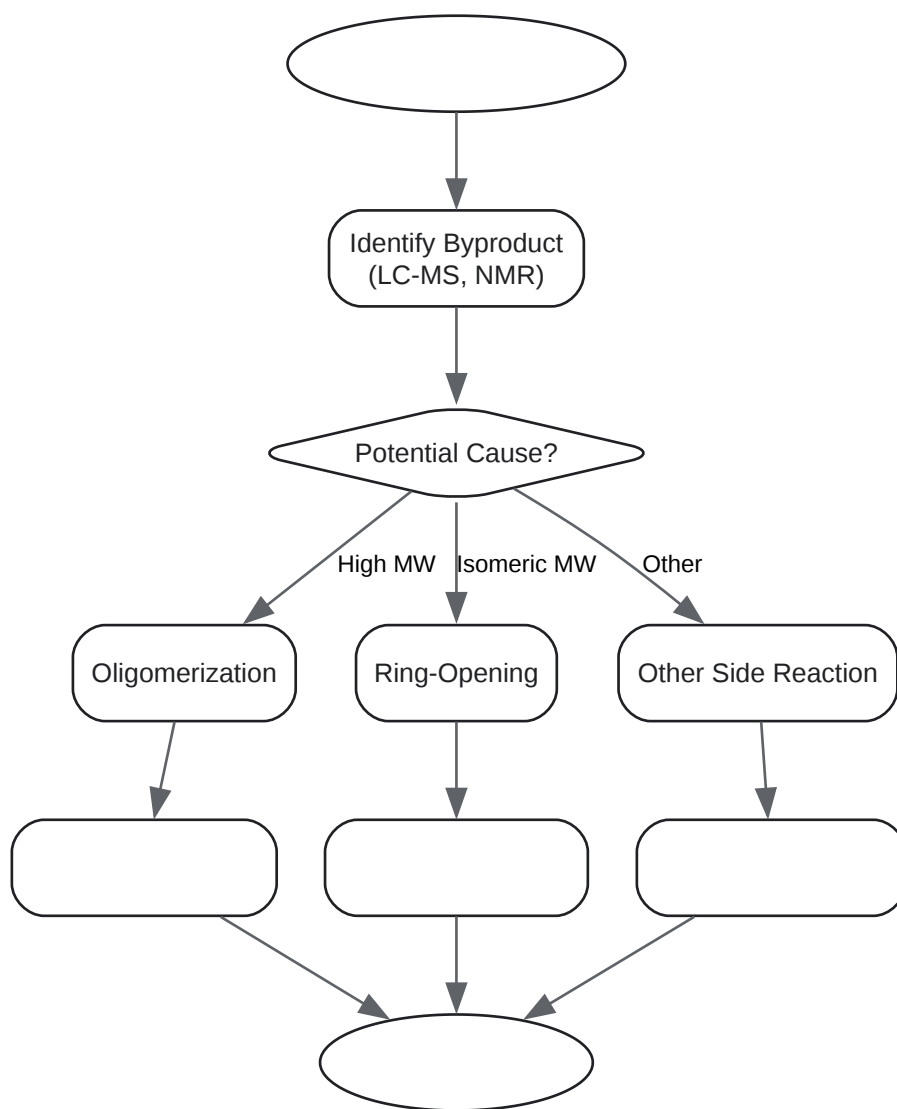 Identify Byproduct
(LC-MS, NMR)
Potential Cause?
High MW
Isomeric MW
Other
Oligomerization
Ring-Opening
Other Side Reaction